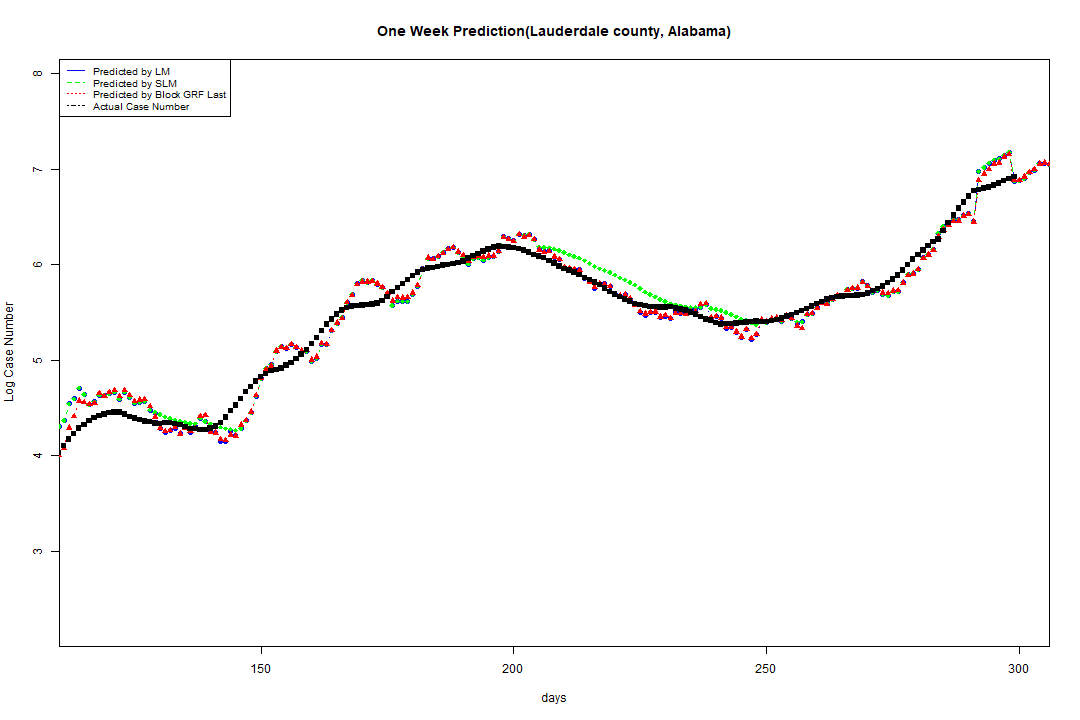 One Week Prediction(Lauderdale county, Alabama)
Predicted by LM
Predicted by SLM
Predicted by Block GRF Last
Actual Case Number
8
7
6
5
4
3
Log Case Number
150 200 250 300
days